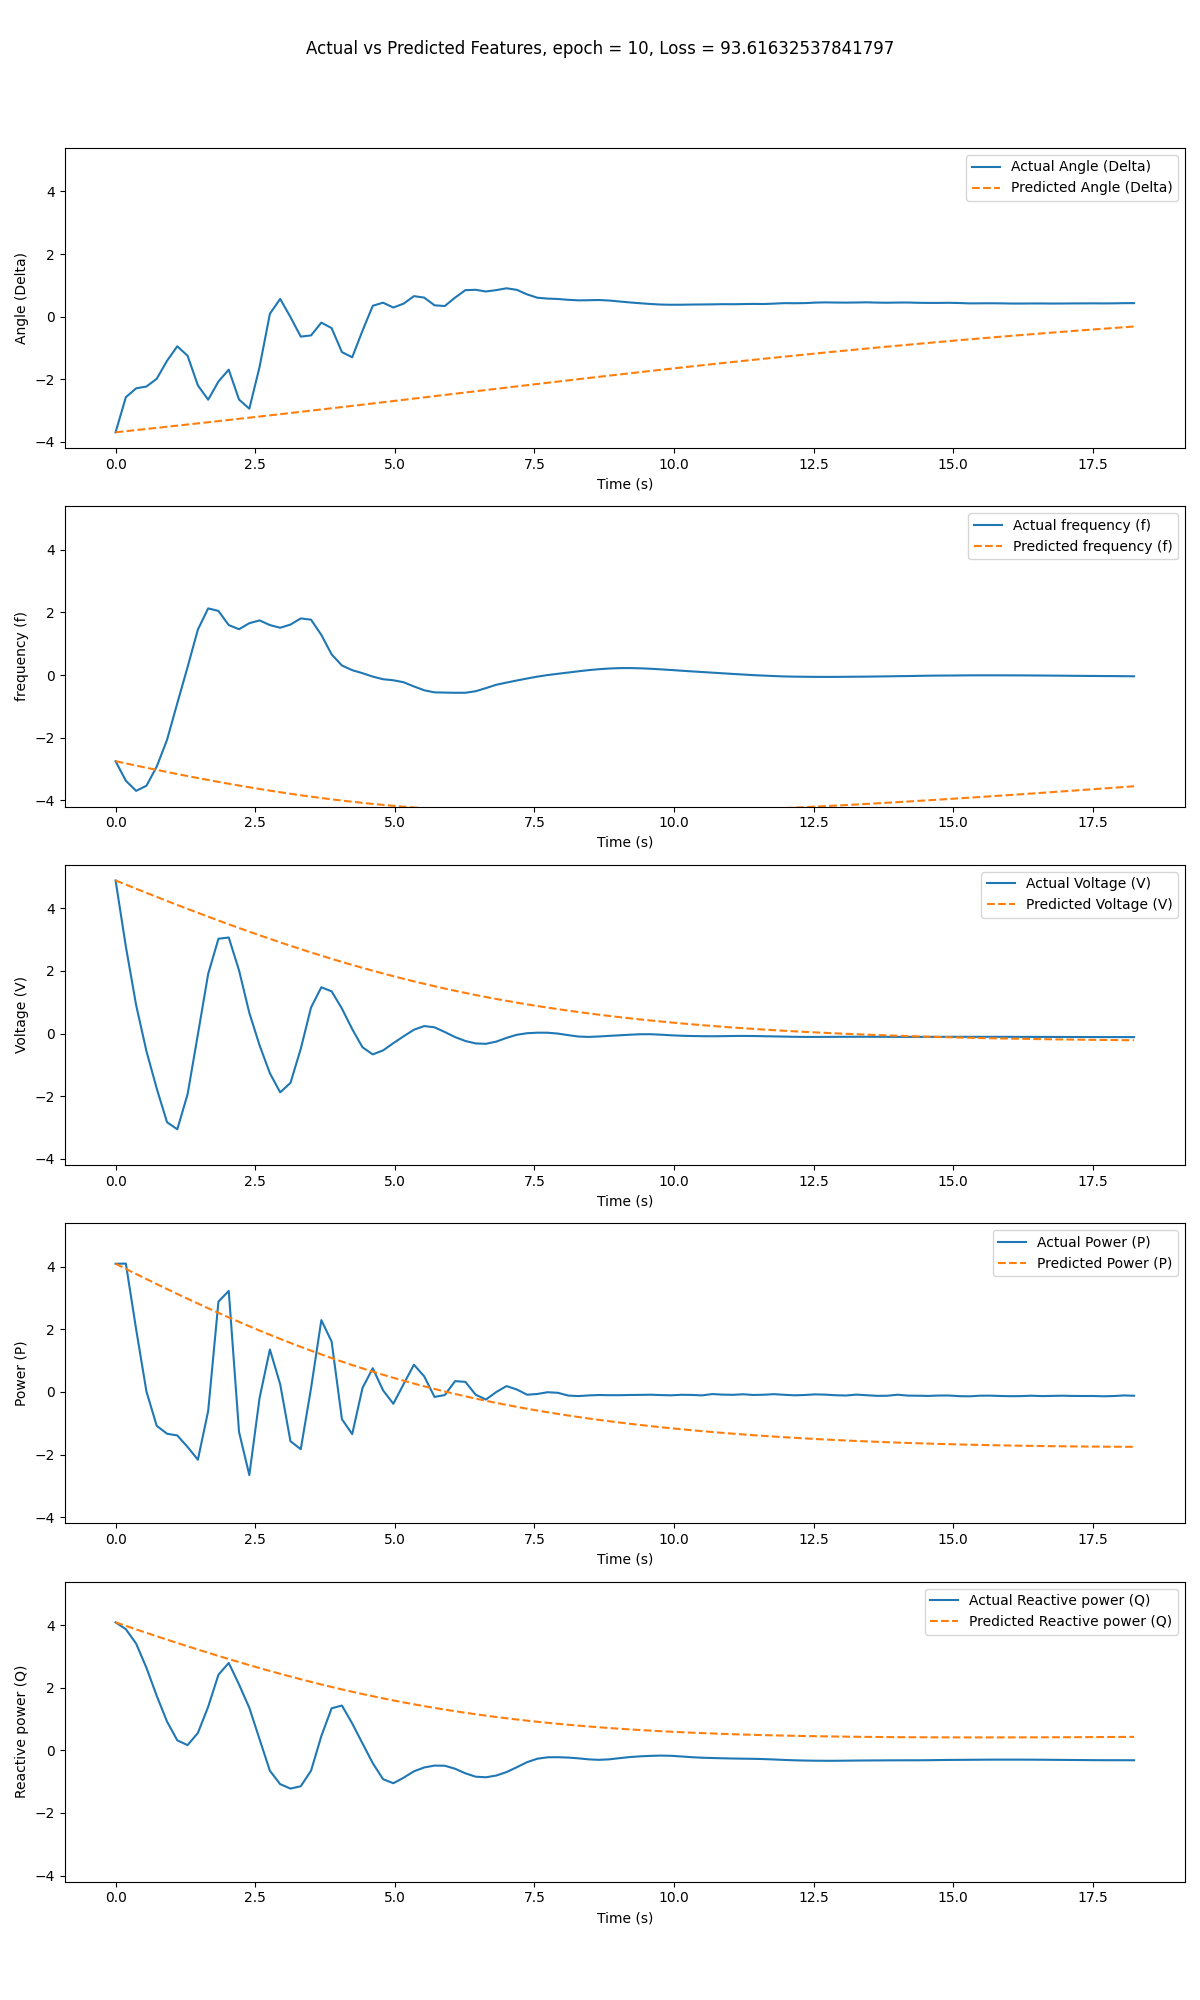 Actual vs Predicted Features, epoch = 10, Loss = 93.61632537841797
Actual Angle (Delta)
Predicted Angle (Delta)
Angle (Delta)
4
2
0
−2
−4
0.0 2.5 5.0 7.5 10.0 12.5 15.0 17.5
Time (s)
Actual frequency (f)
Predicted frequency (f)
frequency (f)
4
2
0
−2
−4
0.0 2.5 5.0 7.5 10.0 12.5 15.0 17.5
Time (s)
Actual Voltage (V)
Predicted Voltage (V)
Voltage (V)
4
2
0
−2
−4
0.0 2.5 5.0 7.5 10.0 12.5 15.0 17.5
Time (s)
Actual Power (P)
Predicted Power (P)
Power (P)
4
2
0
−2
−4
0.0 2.5 5.0 7.5 10.0 12.5 15.0 17.5
Time (s)
Actual Reactive power (Q)
Predicted Reactive power (Q)
Reactive power (Q)
4
2
0
−2
−4
0.0 2.5 5.0 7.5 10.0 12.5 15.0 17.5
Time (s)